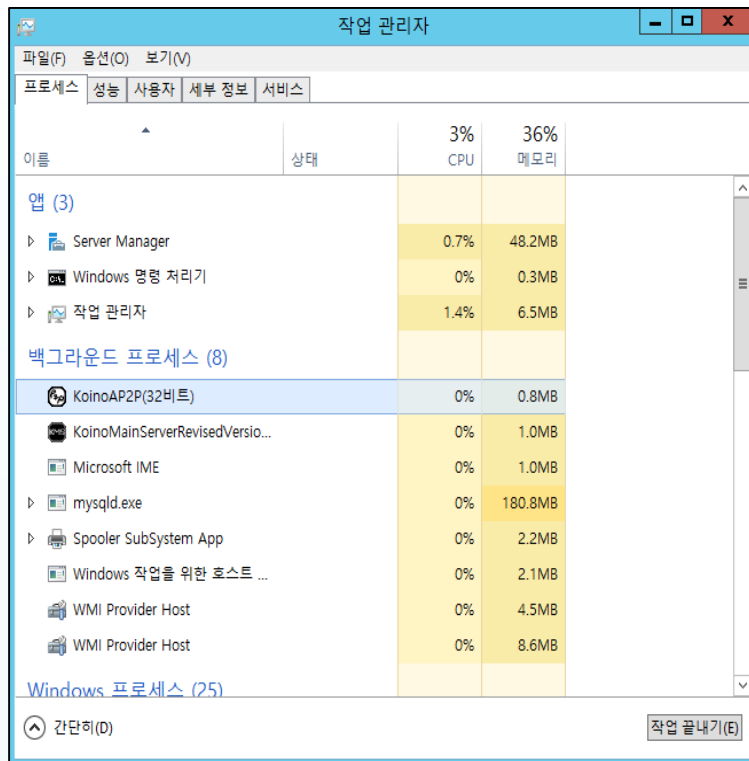 작업 관리자
파일(F) 옵션(O) 보기(V)
프로세스 성능 사용자 세부 정보 서비스
3% 36%
이름 상태 CPU 메모리
앱 (3)
Server Manager 0.7% 48.2MB
Windows 명령 처리기 0% 0.3MB
작업 관리자 1.4% 6.5MB
백그라운드 프로세스 (8)
KoinoAP2P(32비트) 0% 0.8MB
KoinoMainServerRevisedVersio... 0% 1.0MB
Microsoft IME 0% 1.0MB
mysqld.exe 0% 180.8MB
Spooler SubSystem App 0% 2.2MB
Windows 작업을 위한 호스트 ... 0% 2.1MB
WMI Provider Host 0% 4.5MB
WMI Provider Host 0% 8.6MB
Windows 프로세스 (25)
간단히(D) 작업 끝내기(E)